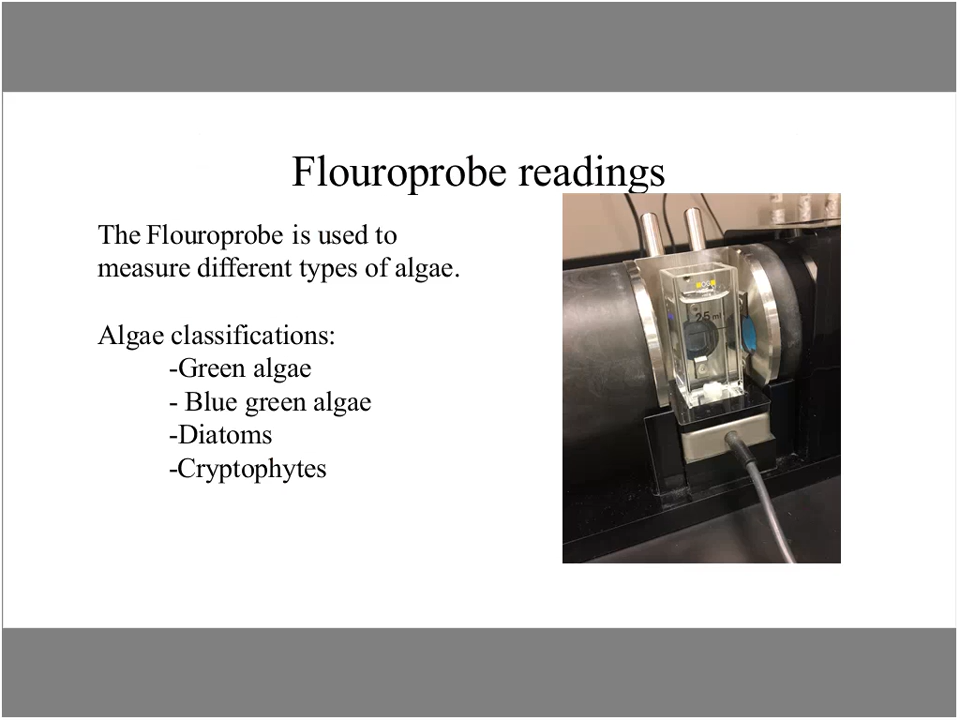 Flouroprobe readings
The Flouroprobe is used to
measure different types of algae.
Algae classifications:
-Green algae
- Blue green algae
-Diatoms
-Cryptophytes
25 ml